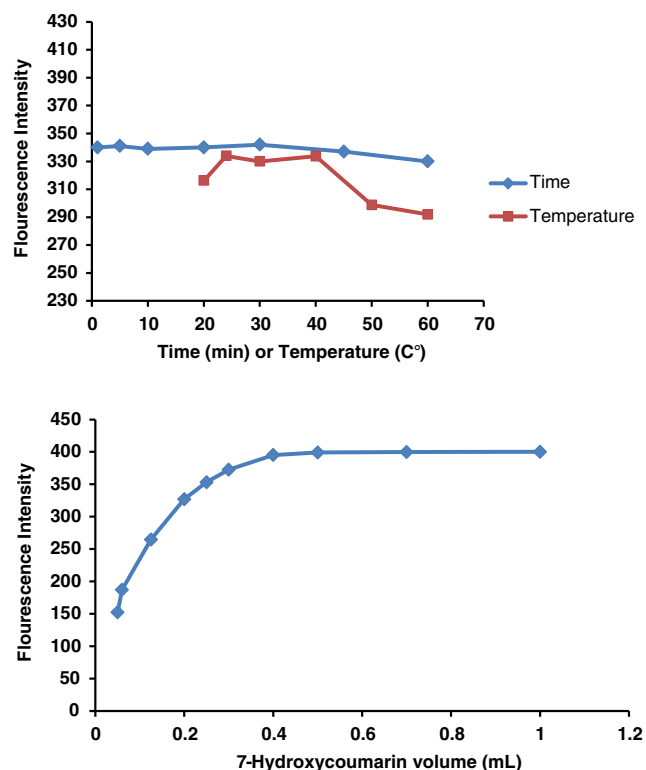 430
410
390
370
350
330
310
290
270
250
230
Flourescence Intensity
0 10 20 30 40 50 60 70
Time (min) or Temperature (C°)
Time
Temperature
450
400
350
300
250
200
150
100
50
0
Flourescence Intensity
0 0.2 0.4 0.6 0.8 1 1.2
7-Hydroxycoumarin volume (mL)